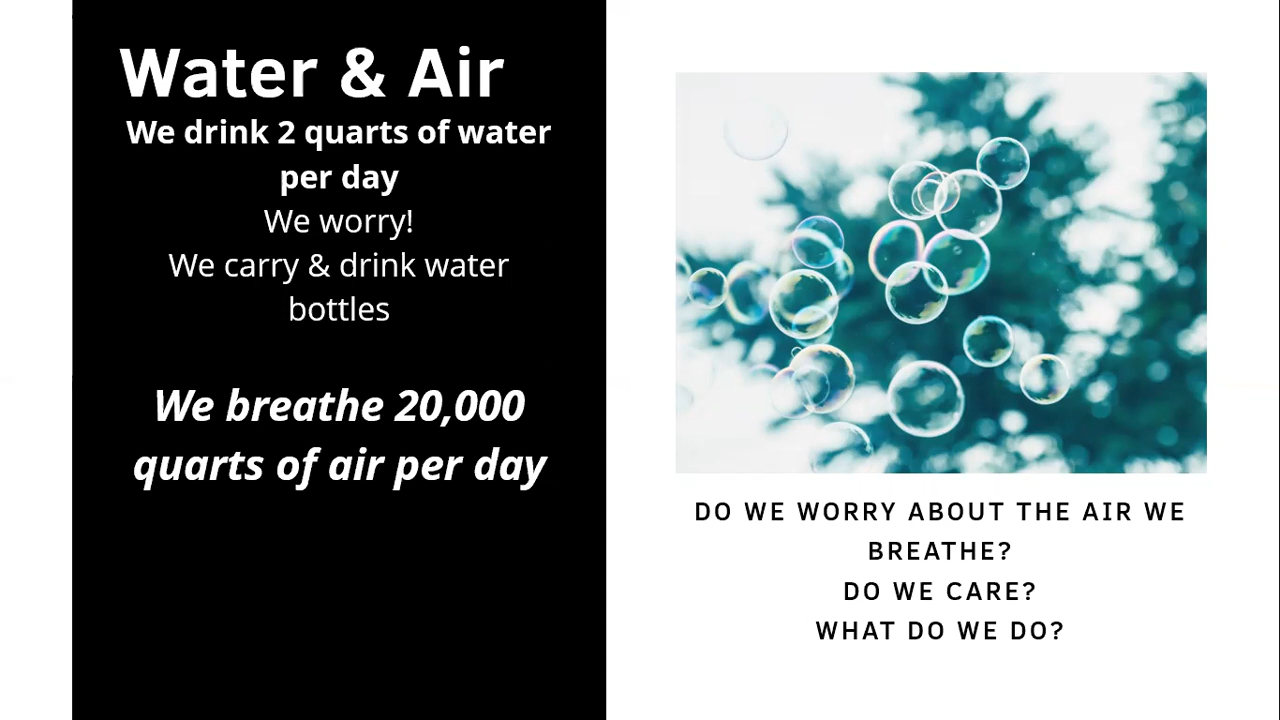 Water & Air
We drink 2 quarts of water
per day
We worry!
We carry & drink water
bottles
We breathe 20,000
quarts of air per day
DO WE WORRY ABOUT THE AIR WE
BREATHE?
DO WE CARE?
WHAT DO WE DO?